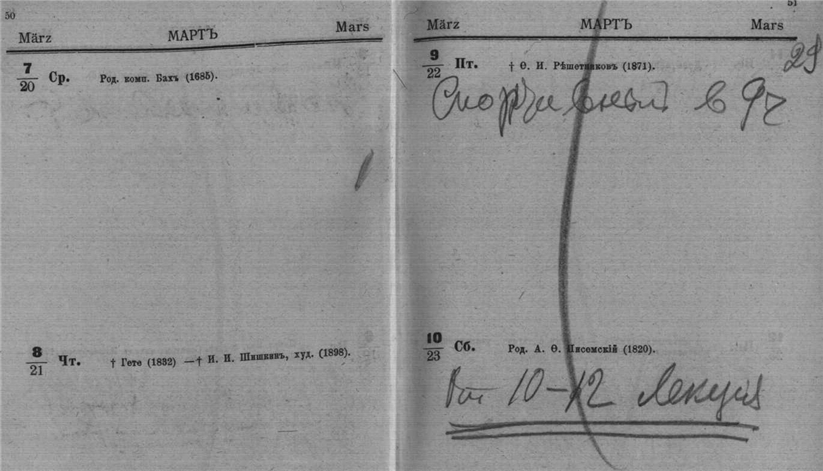 50
März МАРТЪ Mars
7/20 Ср. Род. комп. Бахъ (1685).
8/21 Чт. † Гете (1832) —† И. И. Шишкинъ, худ. (1898).
51
März МАРТЪ Mars
9/22 Пт. † Ѳ. И. Рѣшетниковъ (1871). 29
Спортивный в 9ч
10/23 Сб. Род. А. Ѳ. Писемскій (1820).
10–12 Лекция